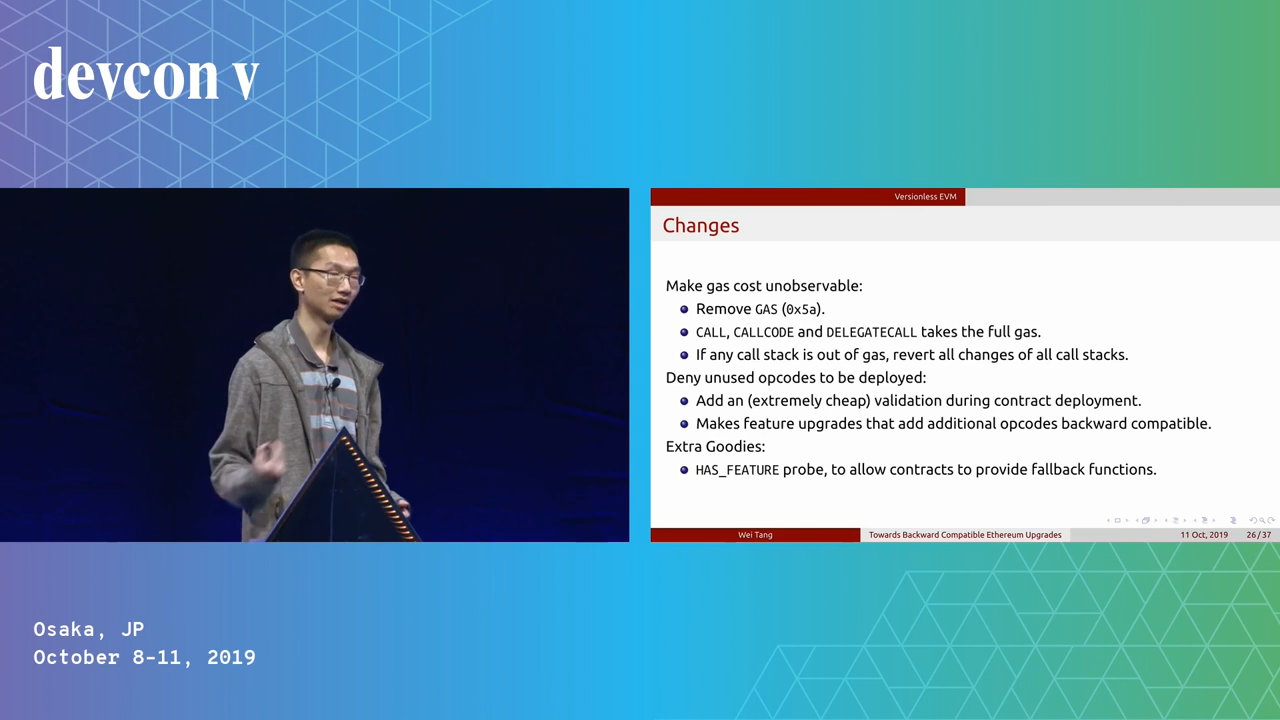 devcon v
Versionless EVM
Changes
Make gas cost unobservable:
Remove GAS (0x5a).
CALL, CALLCODE and DELEGATECALL takes the full gas.
If any call stack is out of gas, revert all changes of all call stacks.
Deny unused opcodes to be deployed:
Add an (extremely cheap) validation during contract deployment.
Makes feature upgrades that add additional opcodes backward compatible.
Extra Goodies:
HAS_FEATURE probe, to allow contracts to provide fallback functions.
Wei Tang
Towards Backward Compatible Ethereum Upgrades
11 Oct, 2019
26/37
Osaka, JP
October 8-11, 2019